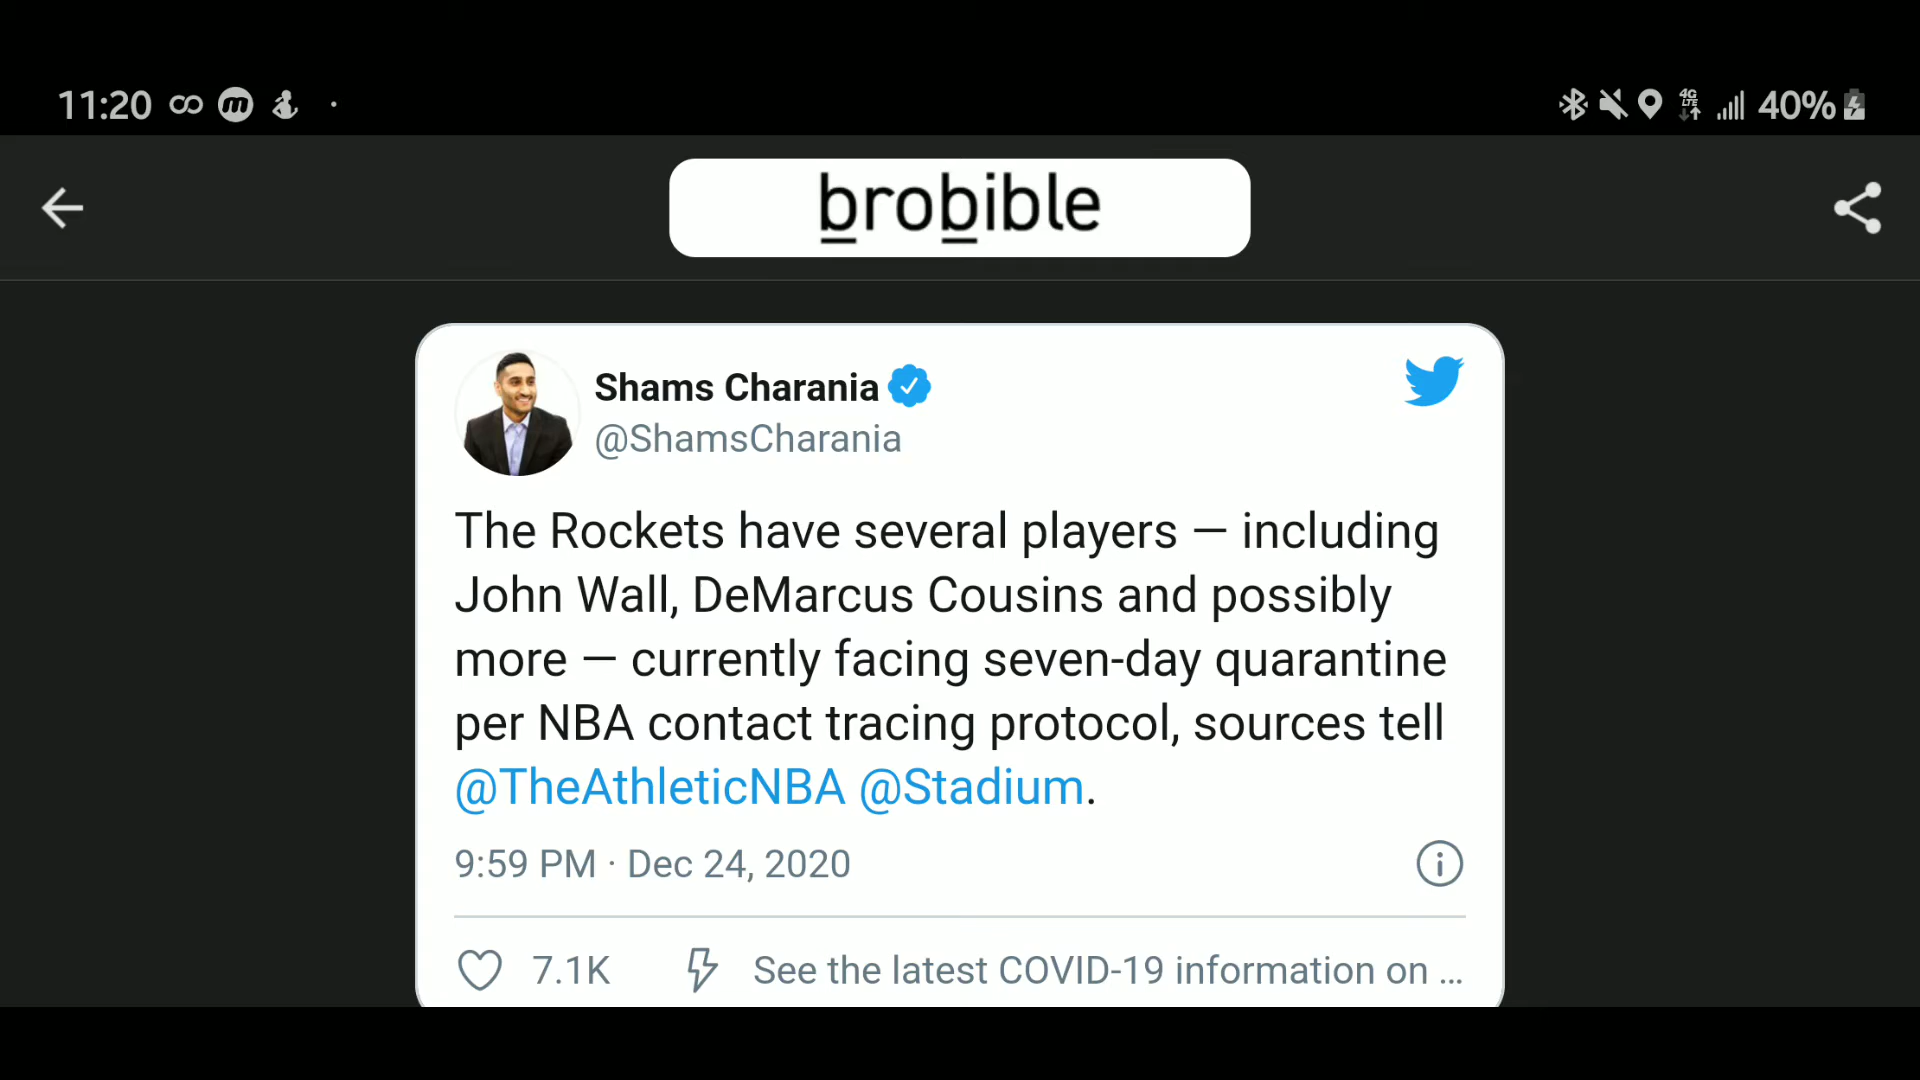 11:20
4G LTE 40%
brobible
Shams Charania
@ShamsCharania
The Rockets have several players — including
John Wall, DeMarcus Cousins and possibly
more — currently facing seven-day quarantine
per NBA contact tracing protocol, sources tell
@TheAthleticNBA @Stadium.
9:59 PM · Dec 24, 2020
7.1K See the latest COVID-19 information on ...